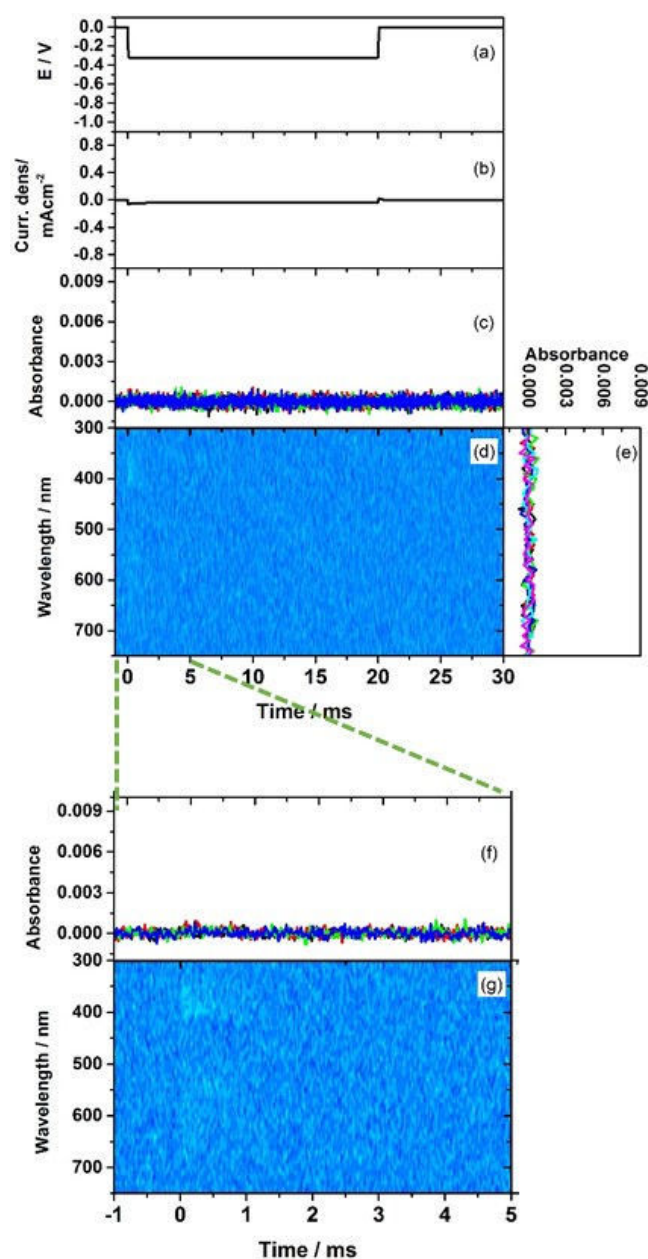 0.0
-0.2
-0.4
-0.6
-0.8
-1.0
E / V
(a)
0.8
0.4
0.0
-0.4
-0.8
Curr. dens/
mAcm-2
(b)
0.009
0.006
0.003
0.000
Absorbance
(c)
Absorbance
0.000
0.003
0.006
0.009
300
400
500
600
700
Wavelength / nm
(d)
(e)
0 5 10 15 20 25 30
Time / ms
0.009
0.006
0.003
0.000
Absorbance
(f)
300
400
500
600
700
Wavelength / nm
(g)
-1 0 1 2 3 4 5
Time / ms